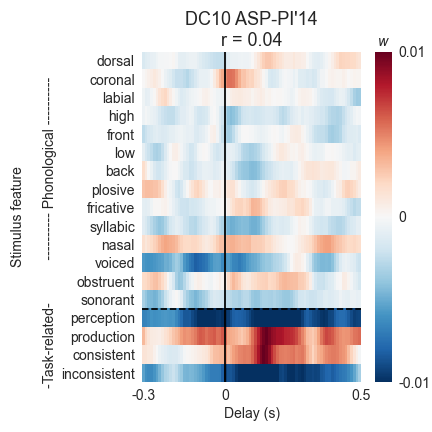 DC10 ASP-PI'14
r = 0.04
w
Stimulus feature
---------- Phonological ----------
-Task-related-
dorsal
coronal
labial
high
front
low
back
plosive
fricative
syllabic
nasal
voiced
obstruent
sonorant
perception
production
consistent
inconsistent
-0.3
0
0.5
Delay (s)
0.01
0
-0.01